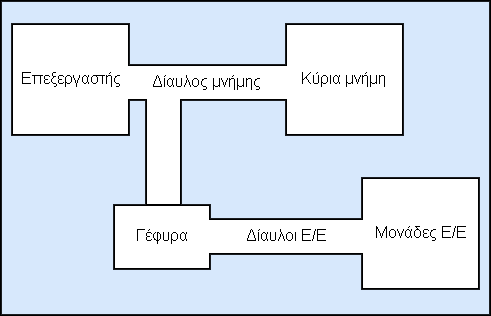 Επεξεργαστής
Δίαυλος μνήμης
Κύρια μνήμη
Γέφυρα
Δίαυλοι Ε/Ε
Μονάδες Ε/Ε